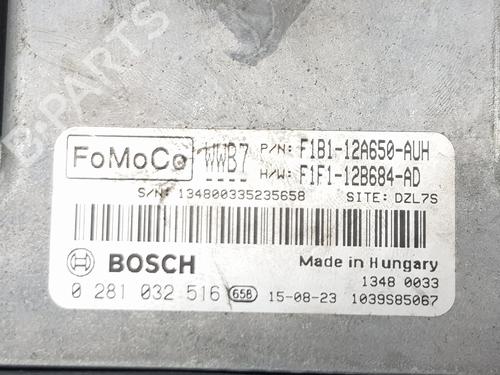 FoMoCo WWB7 P/N: F1B1-12A650-AUH
H/W: F1F1-12B684-AD
S/N: 134800335235658 SITE: DZL7S
BOSCH Made in Hungary
1348 0033
0 281 032 516 658 15-08-23 1039S85067
B-PARTS